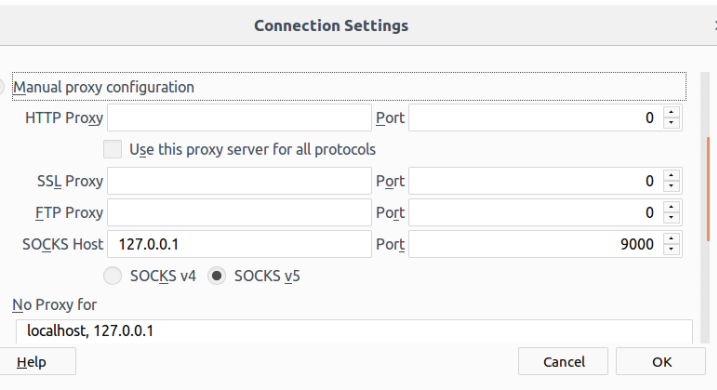 Connection Settings
Manual proxy configuration
HTTP Proxy Port 0
Use this proxy server for all protocols
SSL Proxy Port 0
FTP Proxy Port 0
SOCKS Host 127.0.0.1 Port 9000
SOCKS v4 SOCKS v5
No Proxy for
localhost, 127.0.0.1
Help Cancel OK